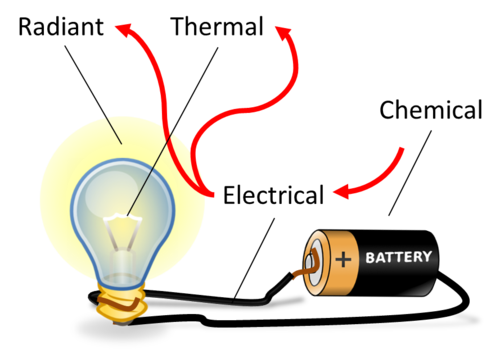 Radiant
Thermal
Chemical
Electrical
+ BATTERY